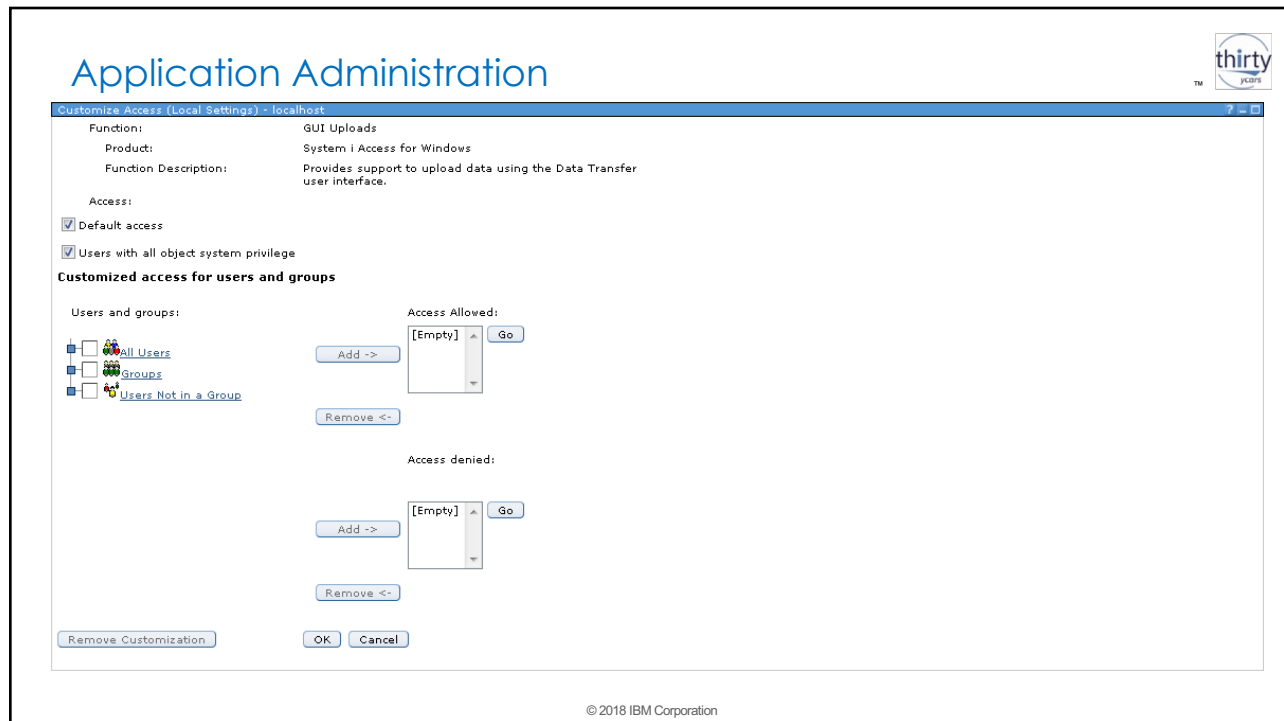 Application Administration
TM
thirty
years
Customize Access (Local Settings) - localhost
? – □
Function: GUI Uploads
Product: System i Access for Windows
Function Description: Provides support to upload data using the Data Transfer
user interface.
Access:
Default access
Users with all object system privilege
Customized access for users and groups
Users and groups:
Access Allowed:
[Empty] Go
All Users
Groups
Users Not in a Group
Add ->
Remove <-
Access denied:
[Empty] Go
Add ->
Remove <-
Remove Customization OK Cancel
© 2018 IBM Corporation